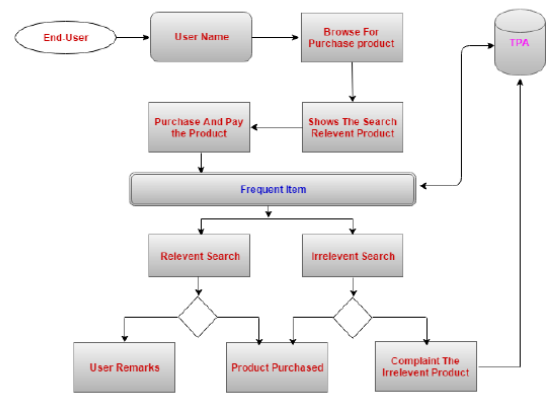 End-User
User Name
Browse For
Purchase product
TPA
Purchase And Pay
the Product
Shows The Search
Relevent Product
Frequent Item
Relevent Search
Irrelevent Search
User Remarks
Product Purchased
Complaint The
Irrelevent Product